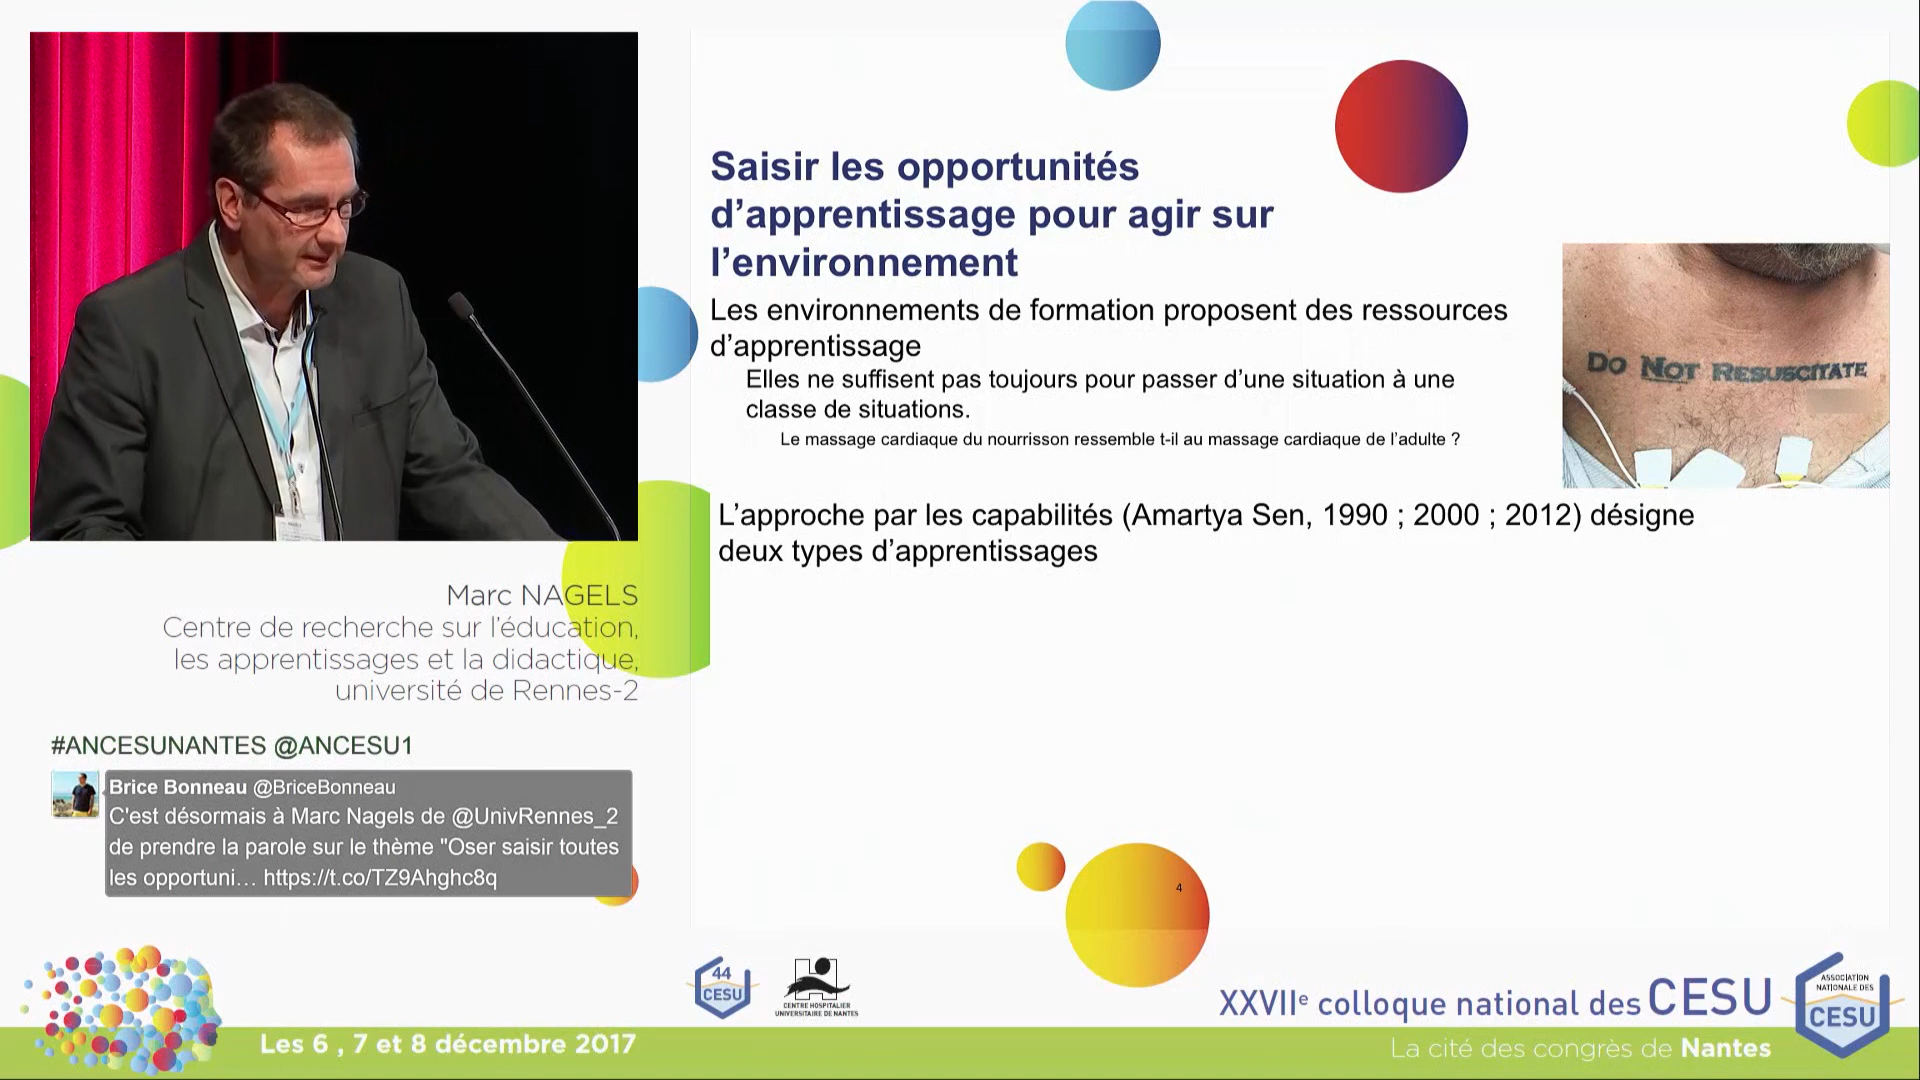 Saisir les opportunités
d’apprentissage pour agir sur
l’environnement
Les environnements de formation proposent des ressources
d’apprentissage
Elles ne suffisent pas toujours pour passer d’une situation à une
classe de situations.
Le massage cardiaque du nourrisson ressemble t-il au massage cardiaque de l’adulte ?
Do Not Resuscitate
L’approche par les capabilités (Amartya Sen, 1990 ; 2000 ; 2012) désigne
deux types d’apprentissages
4
Marc NAGELS
Centre de recherche sur l’éducation,
les apprentissages et la didactique,
université de Rennes-2
#ANCESUNANTES @ANCESU1
Brice Bonneau @BriceBonneau
C'est désormais à Marc Nagels de @UnivRennes_2
de prendre la parole sur le thème "Oser saisir toutes
les opportuni… https://t.co/TZ9Ahghc8q
Les 6 , 7 et 8 décembre 2017
44
CESU
CENTRE HOSPITALIER
UNIVERSITAIRE DE NANTES
XXVIIe colloque national des CESU
La cité des congrès de Nantes
ASSOCIATION
NATIONALE DES
CESU